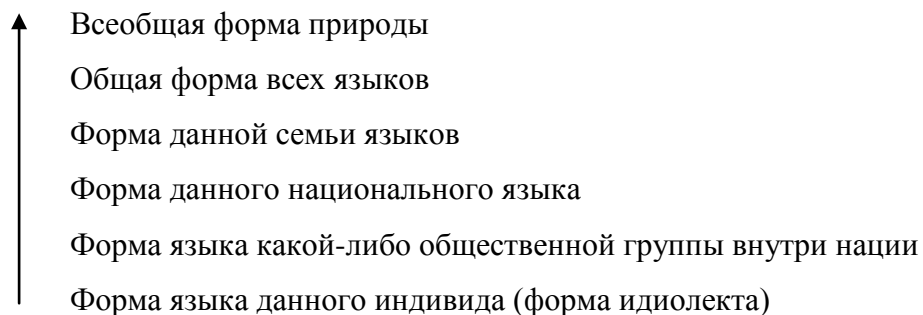 Всеобщая форма природы
Общая форма всех языков
Форма данной семьи языков
Форма данного национального языка
Форма языка какой-либо общественной группы внутри нации
Форма языка данного индивида (форма идиолекта)